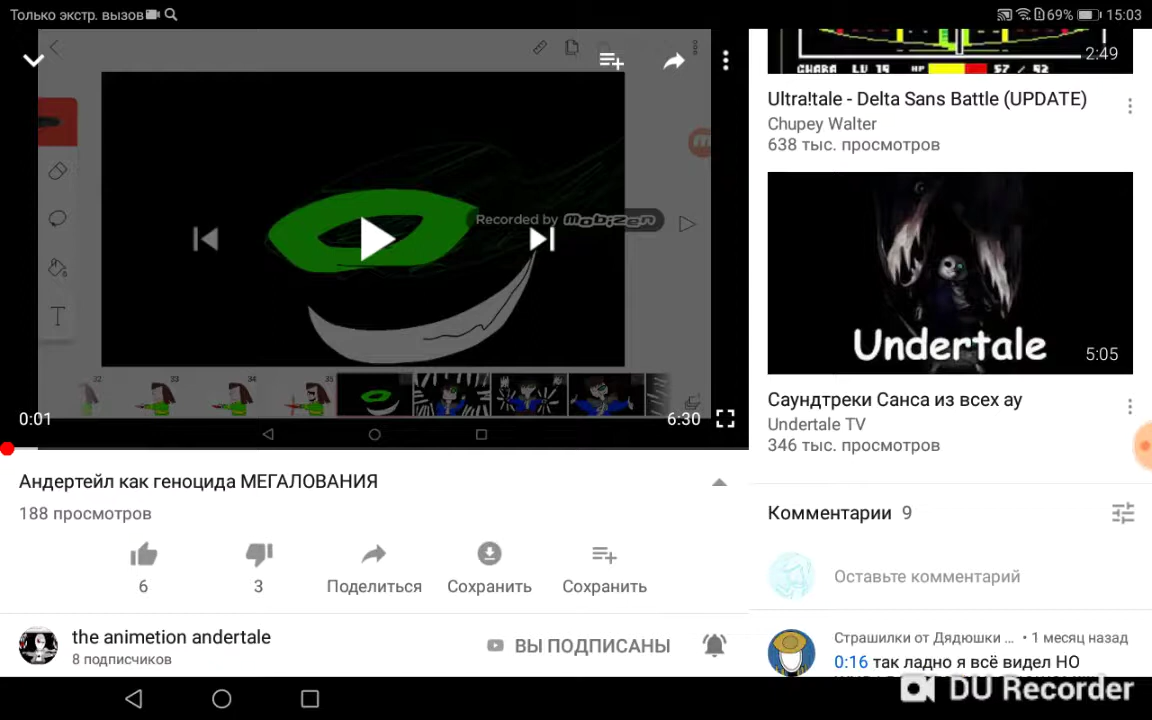 Только экстр. вызов
69% 15:03
Recorded by mobizen
32 33 34 35
0:01
6:30
Андертейл как геноцида МЕГАЛОВАНИЯ
188 просмотров
6
3
Поделиться
Сохранить
Сохранить
the animetion andertale
8 подписчиков
ВЫ ПОДПИСАНЫ
CHARA LV 19 HP 57 / 92
2:49
Ultra!tale - Delta Sans Battle (UPDATE)
Chupey Walter
638 тыс. просмотров
Undertale
5:05
Саундтреки Санса из всех ау
Undertale TV
346 тыс. просмотров
Комментарии 9
Оставьте комментарий
Страшилки от Дядюшки ... • 1 месяц назад
0:16 так ладно я всё видел НО
DU Recorder